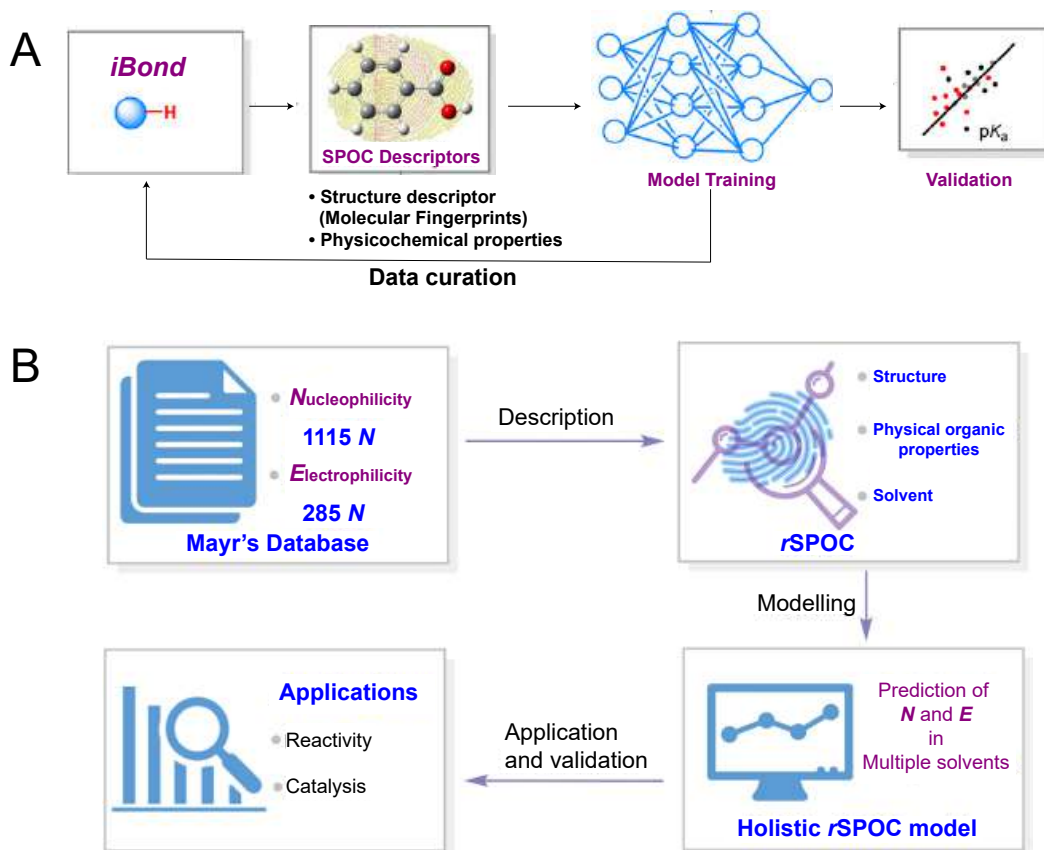 A
iBond
H
SPOC Descriptors
• Structure descriptor
(Molecular Fingerprints)
• Physicochemical properties
Model Training
pKa
Validation
Data curation
B
Nucleophilicity
1115 N
Electrophilicity
285 N
Mayr's Database
Description
Structure
Physical organic
properties
Solvent
rSPOC
Modelling
Prediction of
N and E
in
Multiple solvents
Holistic rSPOC model
Application
and validation
Applications
Reactivity
Catalysis